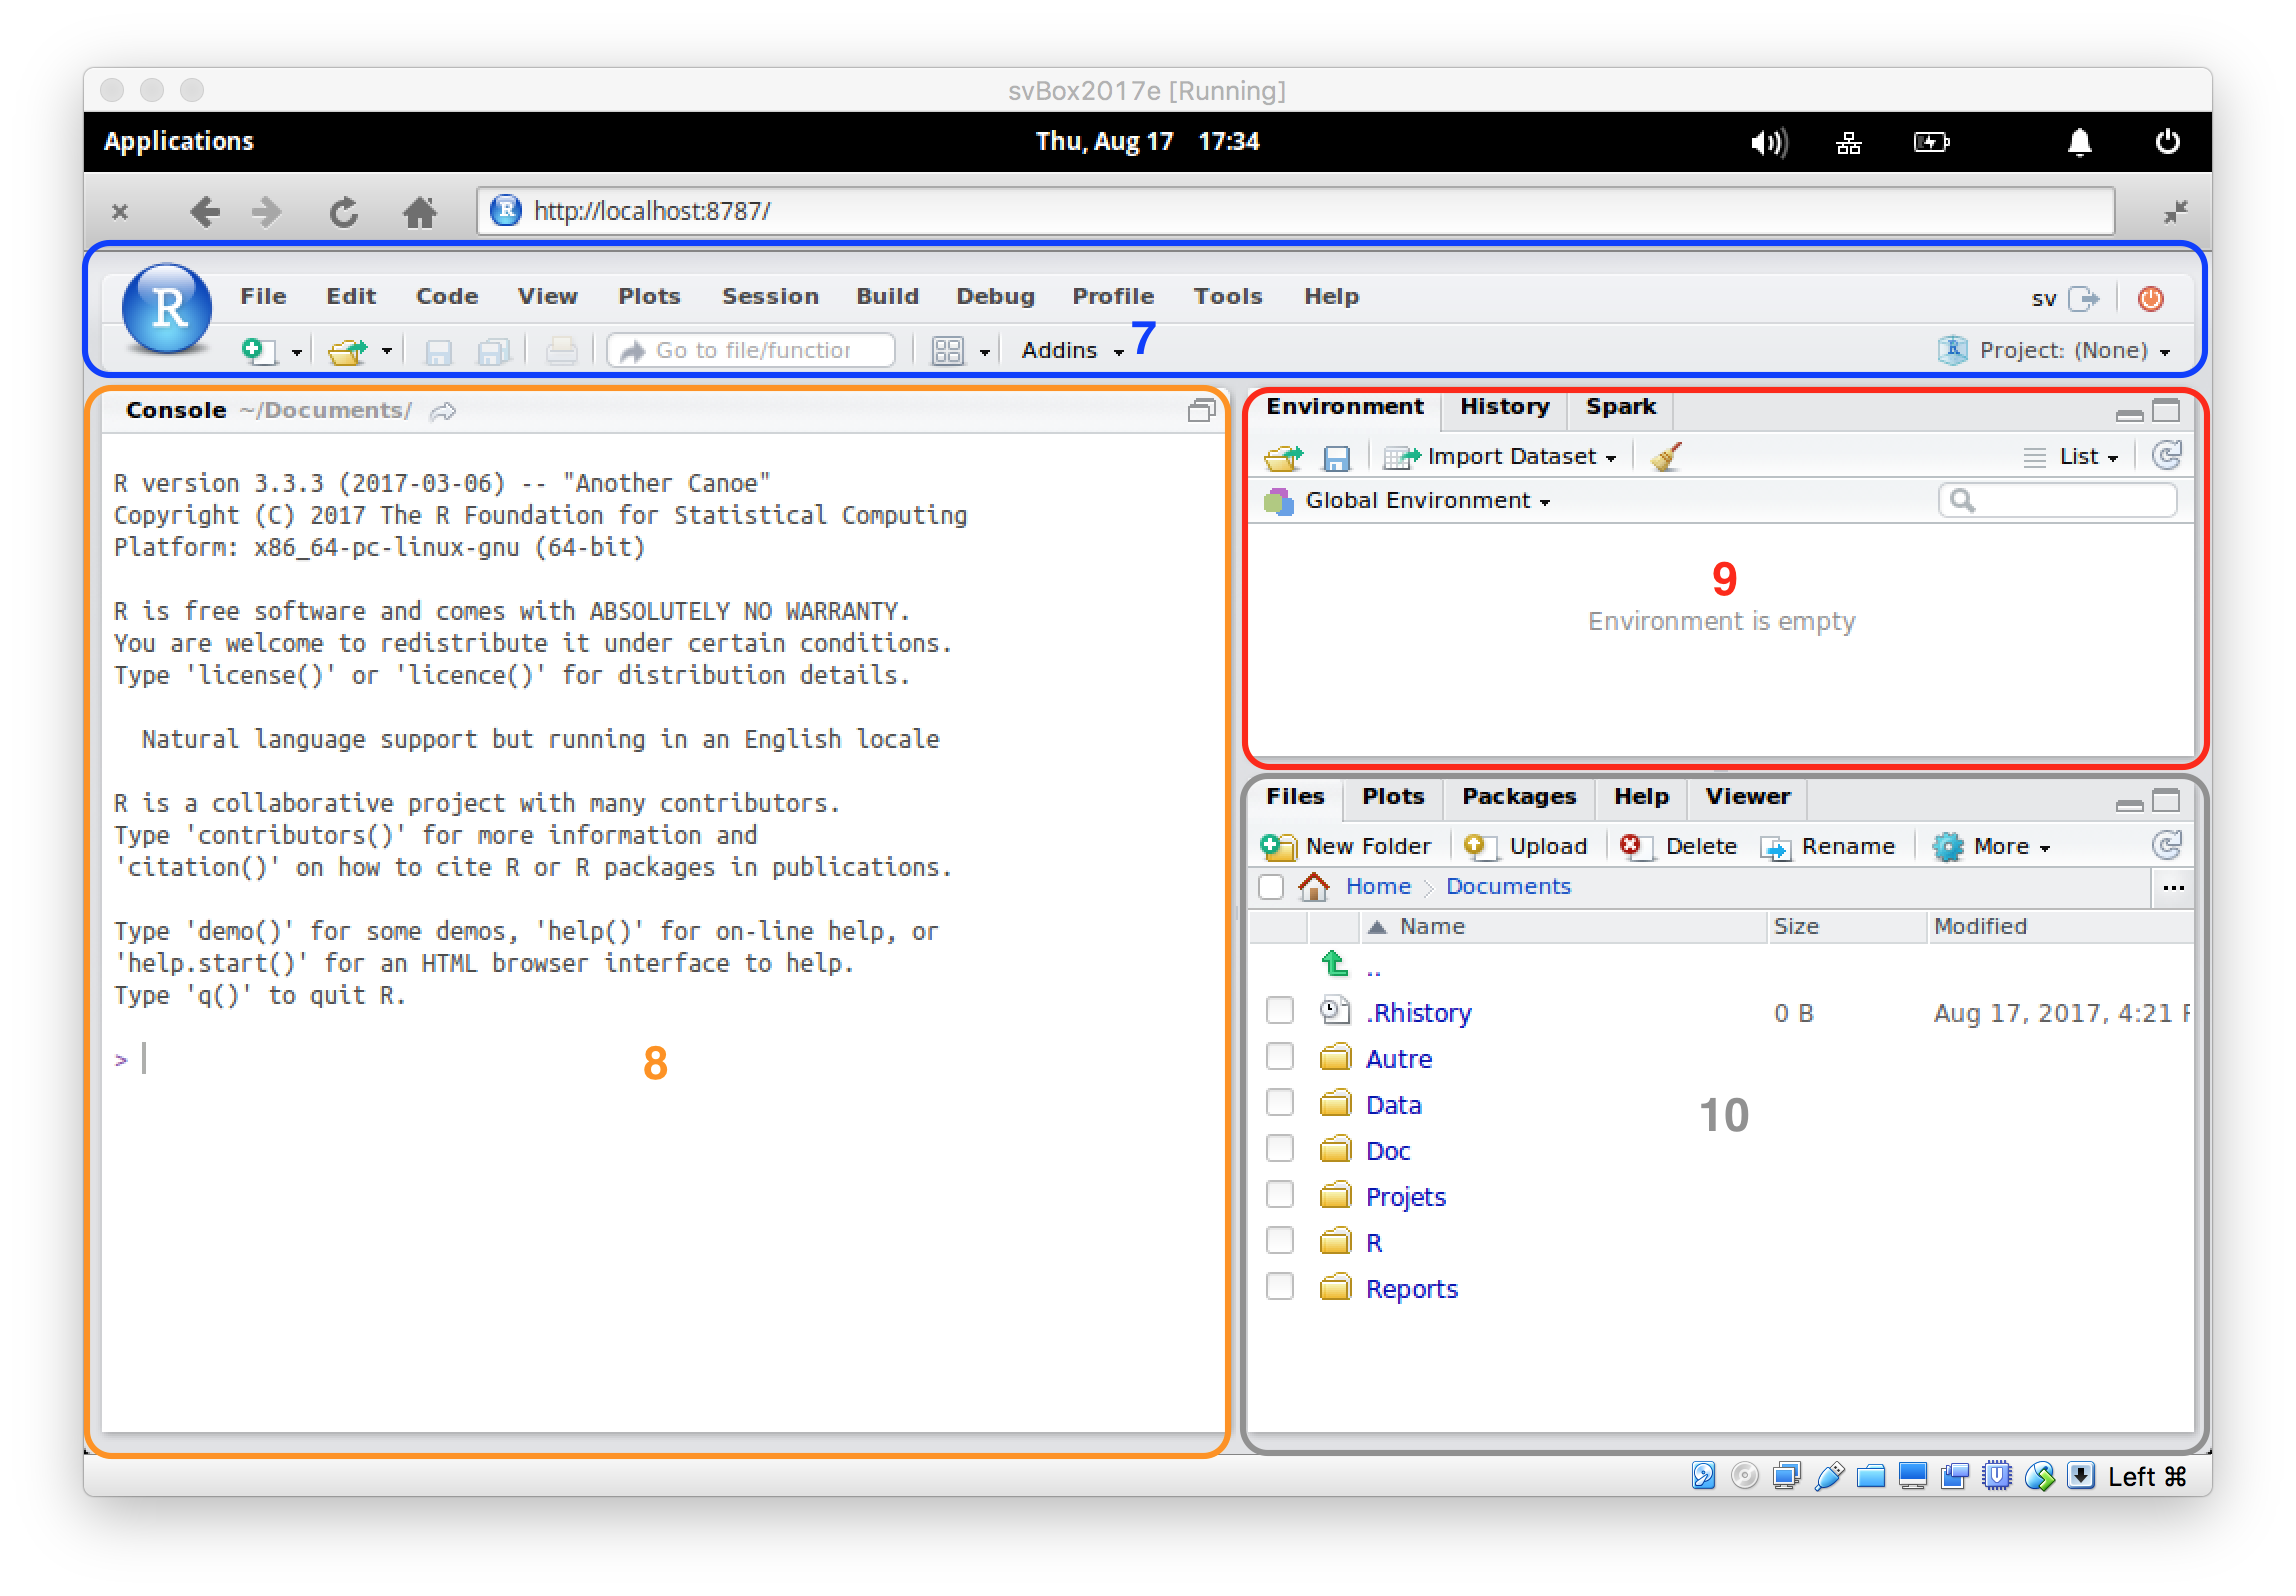 svBox2017e [Running]
Applications
Thu, Aug 17 17:34
http://localhost:8787/
R File Edit Code View Plots Session Build Debug Profile Tools Help
sv
Go to file/function
Addins
7
Project: (None)
Console ~/Documents/
R version 3.3.3 (2017-03-06) -- "Another Canoe"
Copyright (C) 2017 The R Foundation for Statistical Computing
Platform: x86_64-pc-linux-gnu (64-bit)
R is free software and comes with ABSOLUTELY NO WARRANTY.
You are welcome to redistribute it under certain conditions.
Type 'license()' or 'licence()' for distribution details.
Natural language support but running in an English locale
R is a collaborative project with many contributors.
Type 'contributors()' for more information and
'citation()' on how to cite R or R packages in publications.
Type 'demo()' for some demos, 'help()' for on-line help, or
'help.start()' for an HTML browser interface to help.
Type 'q()' to quit R.
>
8
Environment History Spark
Import Dataset
List
Global Environment
9
Environment is empty
Files Plots Packages Help Viewer
New Folder Upload Delete Rename More
Home Documents ...
Name Size Modified
..
.Rhistory 0 B Aug 17, 2017, 4:21
Autre
Data
10
Doc
Projets
R
Reports
Left ⌘